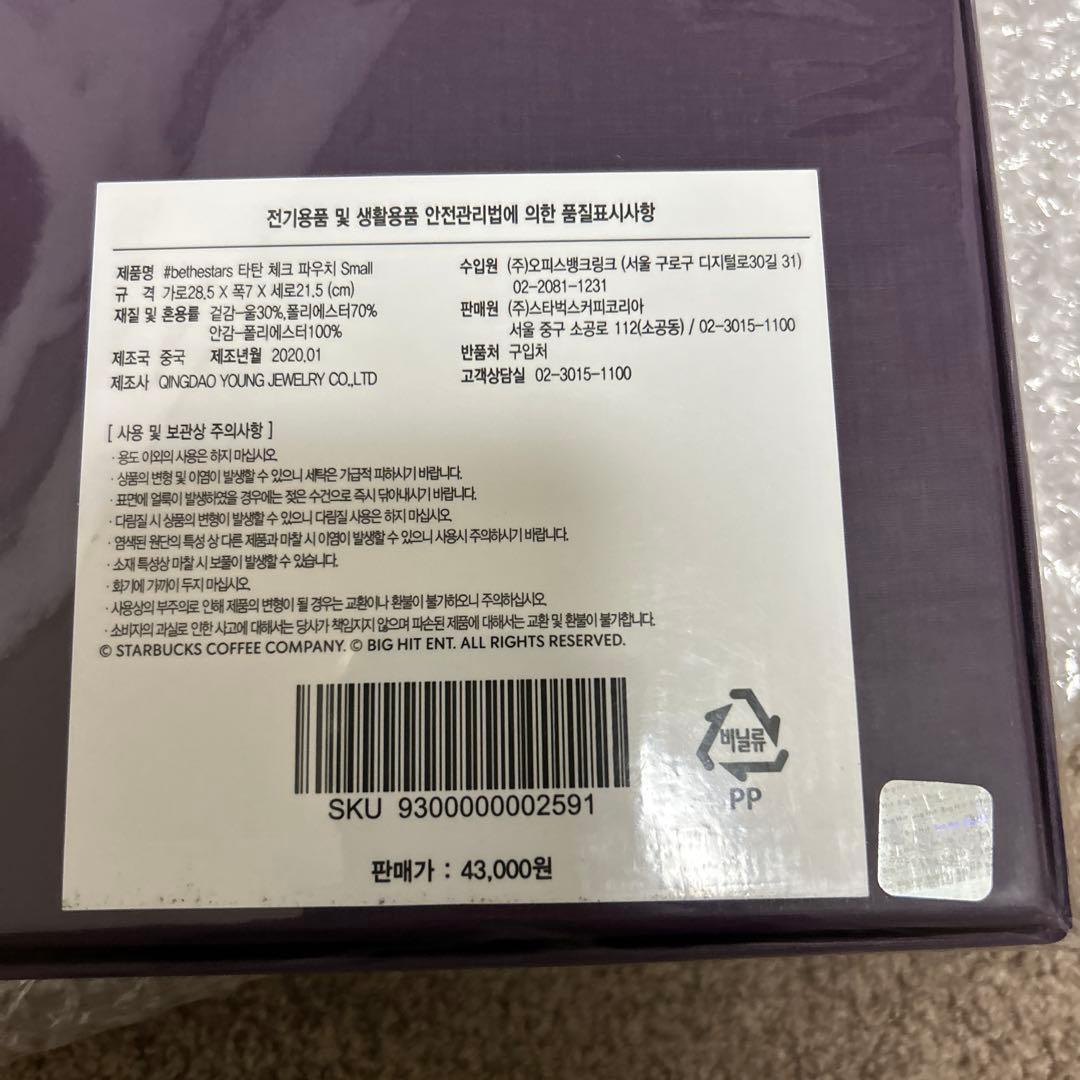 전기용품 및 생활용품 안전관리법에 의한 품질표시사항
제품명 #bethestars 타탄 체크 파우치 Small
규 격 가로28.5 X 폭7 X 세로21.5 (cm)
재질 및 혼용률 겉감-울30%,폴리에스터70%
안감-폴리에스터100%
제조국 중국 제조년월 2020.01
제조사 QINGDAO YOUNG JEWELRY CO.,LTD
수입원 (주)오피스뱅크링크 (서울 구로구 디지털로30길 31)
02-2081-1231
판매원 (주)스타벅스커피코리아
서울 중구 소공로 112(소공동) / 02-3015-1100
반품처 구입처
고객상담실 02-3015-1100
[ 사용 및 보관상 주의사항 ]
· 용도 이외의 사용은 하지 마십시오.
· 상품의 변형 및 이염이 발생할 수 있으니 세탁은 가급적 피하시기 바랍니다.
· 표면에 얼룩이 발생하였을 경우에는 젖은 수건으로 즉시 닦아내시기 바랍니다.
· 다림질 시 상품의 변형이 발생할 수 있으니 다림질 사용은 하지 마십시오.
· 염색된 원단의 특성 상 다른 제품과 마찰 시 이염이 발생할 수 있으니 사용시 주의하시기 바랍니다.
· 소재 특성상 마찰 시 보풀이 발생할 수 있습니다.
· 화기에 가까이 두지 마십시오.
· 사용상의 부주의로 인해 제품의 변형이 될 경우는 교환이나 환불이 불가하오니 주의하십시오.
· 소비자의 과실로 인한 사고에 대해서는 당사가 책임지지 않으며 파손된 제품에 대해서는 교환 및 환불이 불가합니다.
© STARBUCKS COFFEE COMPANY. © BIG HIT ENT. ALL RIGHTS RESERVED.
SKU 9300000002591
비닐류
PP
판매가 : 43,000원